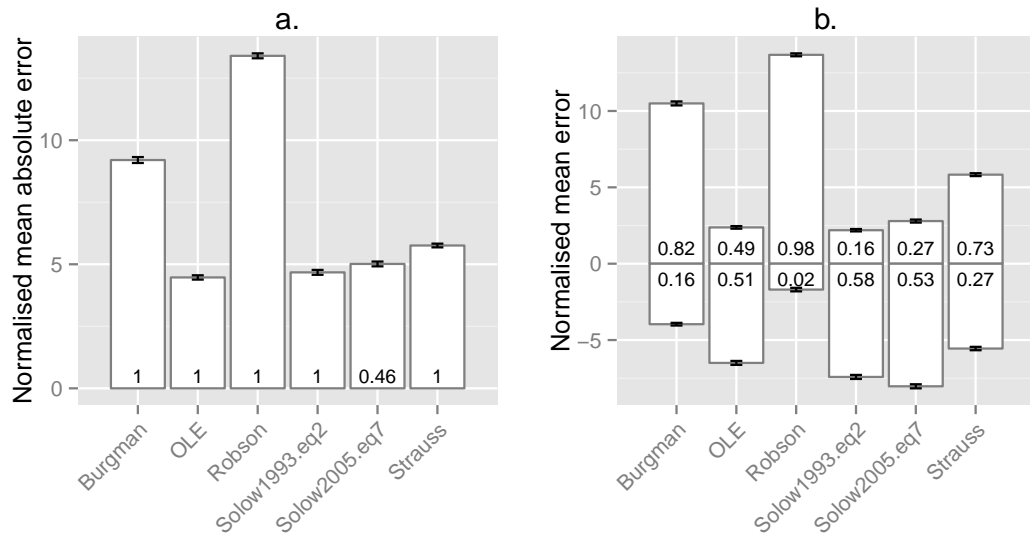 a.
Normalised mean absolute error
10
5
0
1 1 1 1 0.46 1
Burgman
OLE
Robson
Solow1993.eq2
Solow2005.eq7
Strauss
b.
Normalised mean error
10
5
0
−5
0.82 0.49 0.98 0.16 0.27 0.73
0.16 0.51 0.02 0.58 0.53 0.27
Burgman
OLE
Robson
Solow1993.eq2
Solow2005.eq7
Strauss